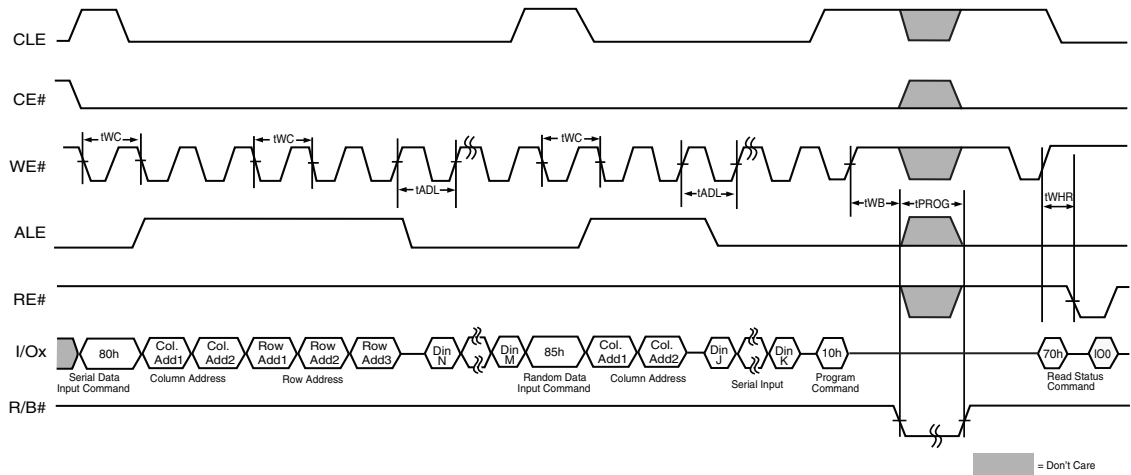 CLE
CE#
tWC
tWC
tWC
WE#
tADL
tADL
tWB
tPROG
tWHR
ALE
RE#
I/Ox
80h
Col.
Add1
Col.
Add2
Row
Add1
Row
Add2
Row
Add3
Din
N
Din
M
85h
Col.
Add1
Col.
Add2
Din
J
Din
K
10h
70h
IO0
Serial Data
Input Command
Column Address
Row Address
Random Data
Input Command
Column Address
Serial Input
Program
Command
Read Status
Command
R/B#
= Don't Care